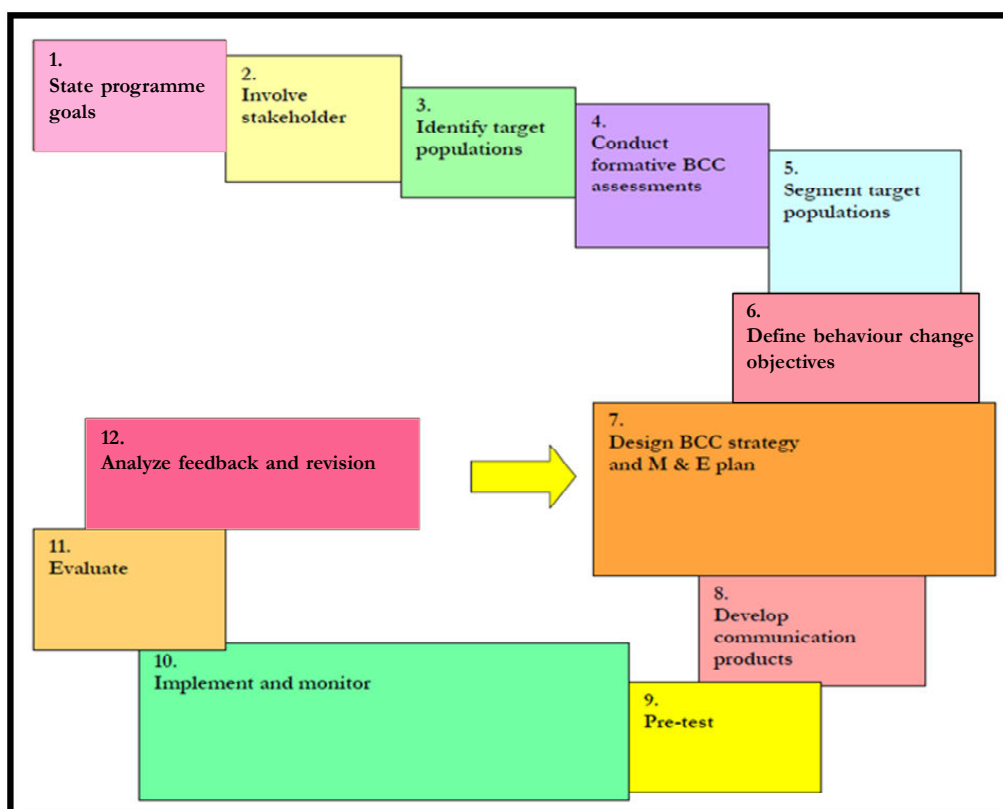 1.
State programme
goals
2.
Involve
stakeholder
3.
Identify target
populations
4.
Conduct
formative BCC
assessments
5.
Segment target
populations
6.
Define behaviour change
objectives
7.
Design BCC strategy
and M & E plan
8.
Develop
communication
products
9.
Pre-test
10.
Implement and monitor
11.
Evaluate
12.
Analyze feedback and revision